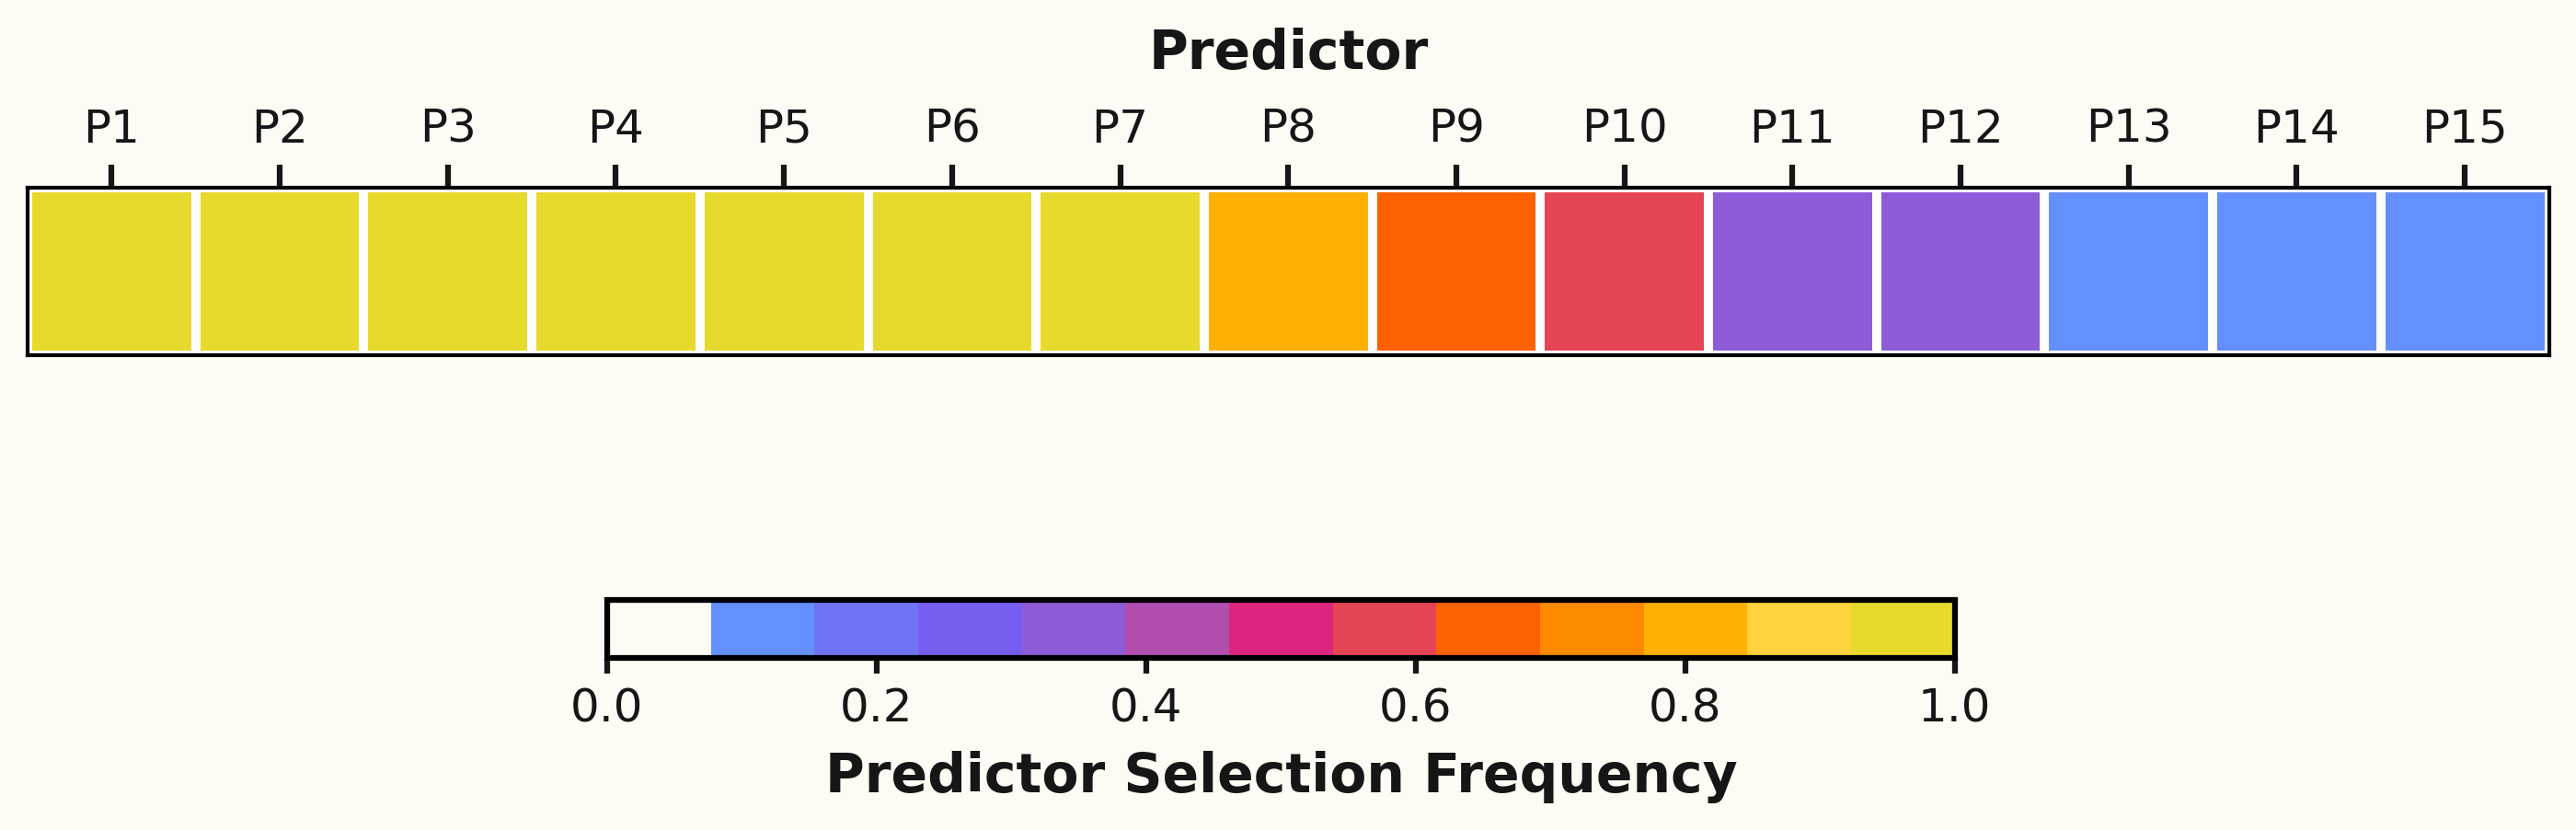 Predictor
P1 P2 P3 P4 P5 P6 P7 P8 P9 P10 P11 P12 P13 P14 P15
0.0 0.2 0.4 0.6 0.8 1.0
Predictor Selection Frequency